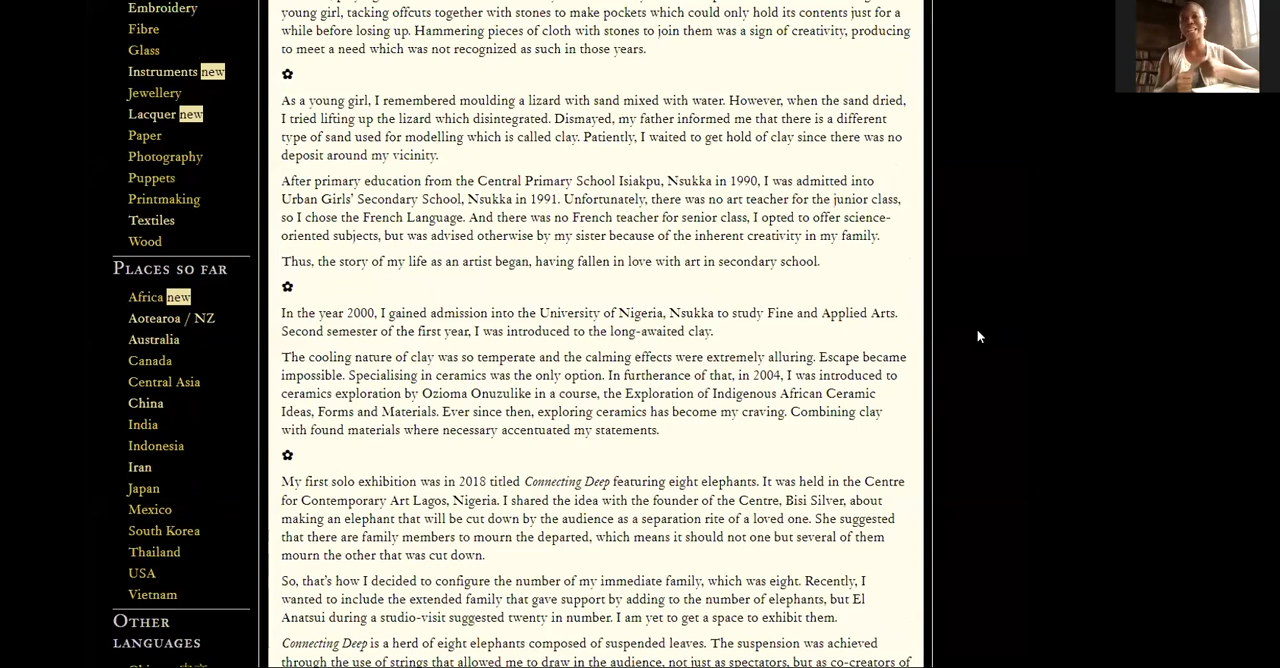 Embroidery
Fibre
Glass
Instruments new
Jewellery
Lacquer new
Paper
Photography
Puppets
Printmaking
Textiles
Wood
Places so far
Africa new
Aotearoa / NZ
Australia
Canada
Central Asia
China
India
Indonesia
Iran
Japan
Mexico
South Korea
Thailand
USA
Vietnam
Other
languages
young girl, tacking offcuts together with stones to make pockets which could only hold its contents just for a
while before losing up. Hammering pieces of cloth with stones to join them was a sign of creativity, producing
to meet a need which was not recognized as such in those years.
✿
As a young girl, I remembered moulding a lizard with sand mixed with water. However, when the sand dried,
I tried lifting up the lizard which disintegrated. Dismayed, my father informed me that there is a different
type of sand used for modelling which is called clay. Patiently, I waited to get hold of clay since there was no
deposit around my vicinity.
After primary education from the Central Primary School Isiakpu, Nsukka in 1990, I was admitted into
Urban Girls' Secondary School, Nsukka in 1991. Unfortunately, there was no art teacher for the junior class,
so I chose the French Language. And there was no French teacher for senior class, I opted to offer science-
oriented subjects, but was advised otherwise by my sister because of the inherent creativity in my family.
Thus, the story of my life as an artist began, having fallen in love with art in secondary school.
✿
In the year 2000, I gained admission into the University of Nigeria, Nsukka to study Fine and Applied Arts.
Second semester of the first year, I was introduced to the long-awaited clay.
The cooling nature of clay was so temperate and the calming effects were extremely alluring. Escape became
impossible. Specialising in ceramics was the only option. In furtherance of that, in 2004, I was introduced to
ceramics exploration by Ozioma Onuzulike in a course, the Exploration of Indigenous African Ceramic
Ideas, Forms and Materials. Ever since then, exploring ceramics has become my craving. Combining clay
with found materials where necessary accentuated my statements.
✿
My first solo exhibition was in 2018 titled Connecting Deep featuring eight elephants. It was held in the Centre
for Contemporary Art Lagos, Nigeria. I shared the idea with the founder of the Centre, Bisi Silver, about
making an elephant that will be cut down by the audience as a separation rite of a loved one. She suggested
that there are family members to mourn the departed, which means it should not one but several of them
mourn the other that was cut down.
So, that's how I decided to configure the number of my immediate family, which was eight. Recently, I
wanted to include the extended family that gave support by adding to the number of elephants, but El
Anatsui during a studio-visit suggested twenty in number. I am yet to get a space to exhibit them.
Connecting Deep is a herd of eight elephants composed of suspended leaves. The suspension was achieved
through the use of strings that allowed me to draw in the audience, not just as spectators, but as co-creators of